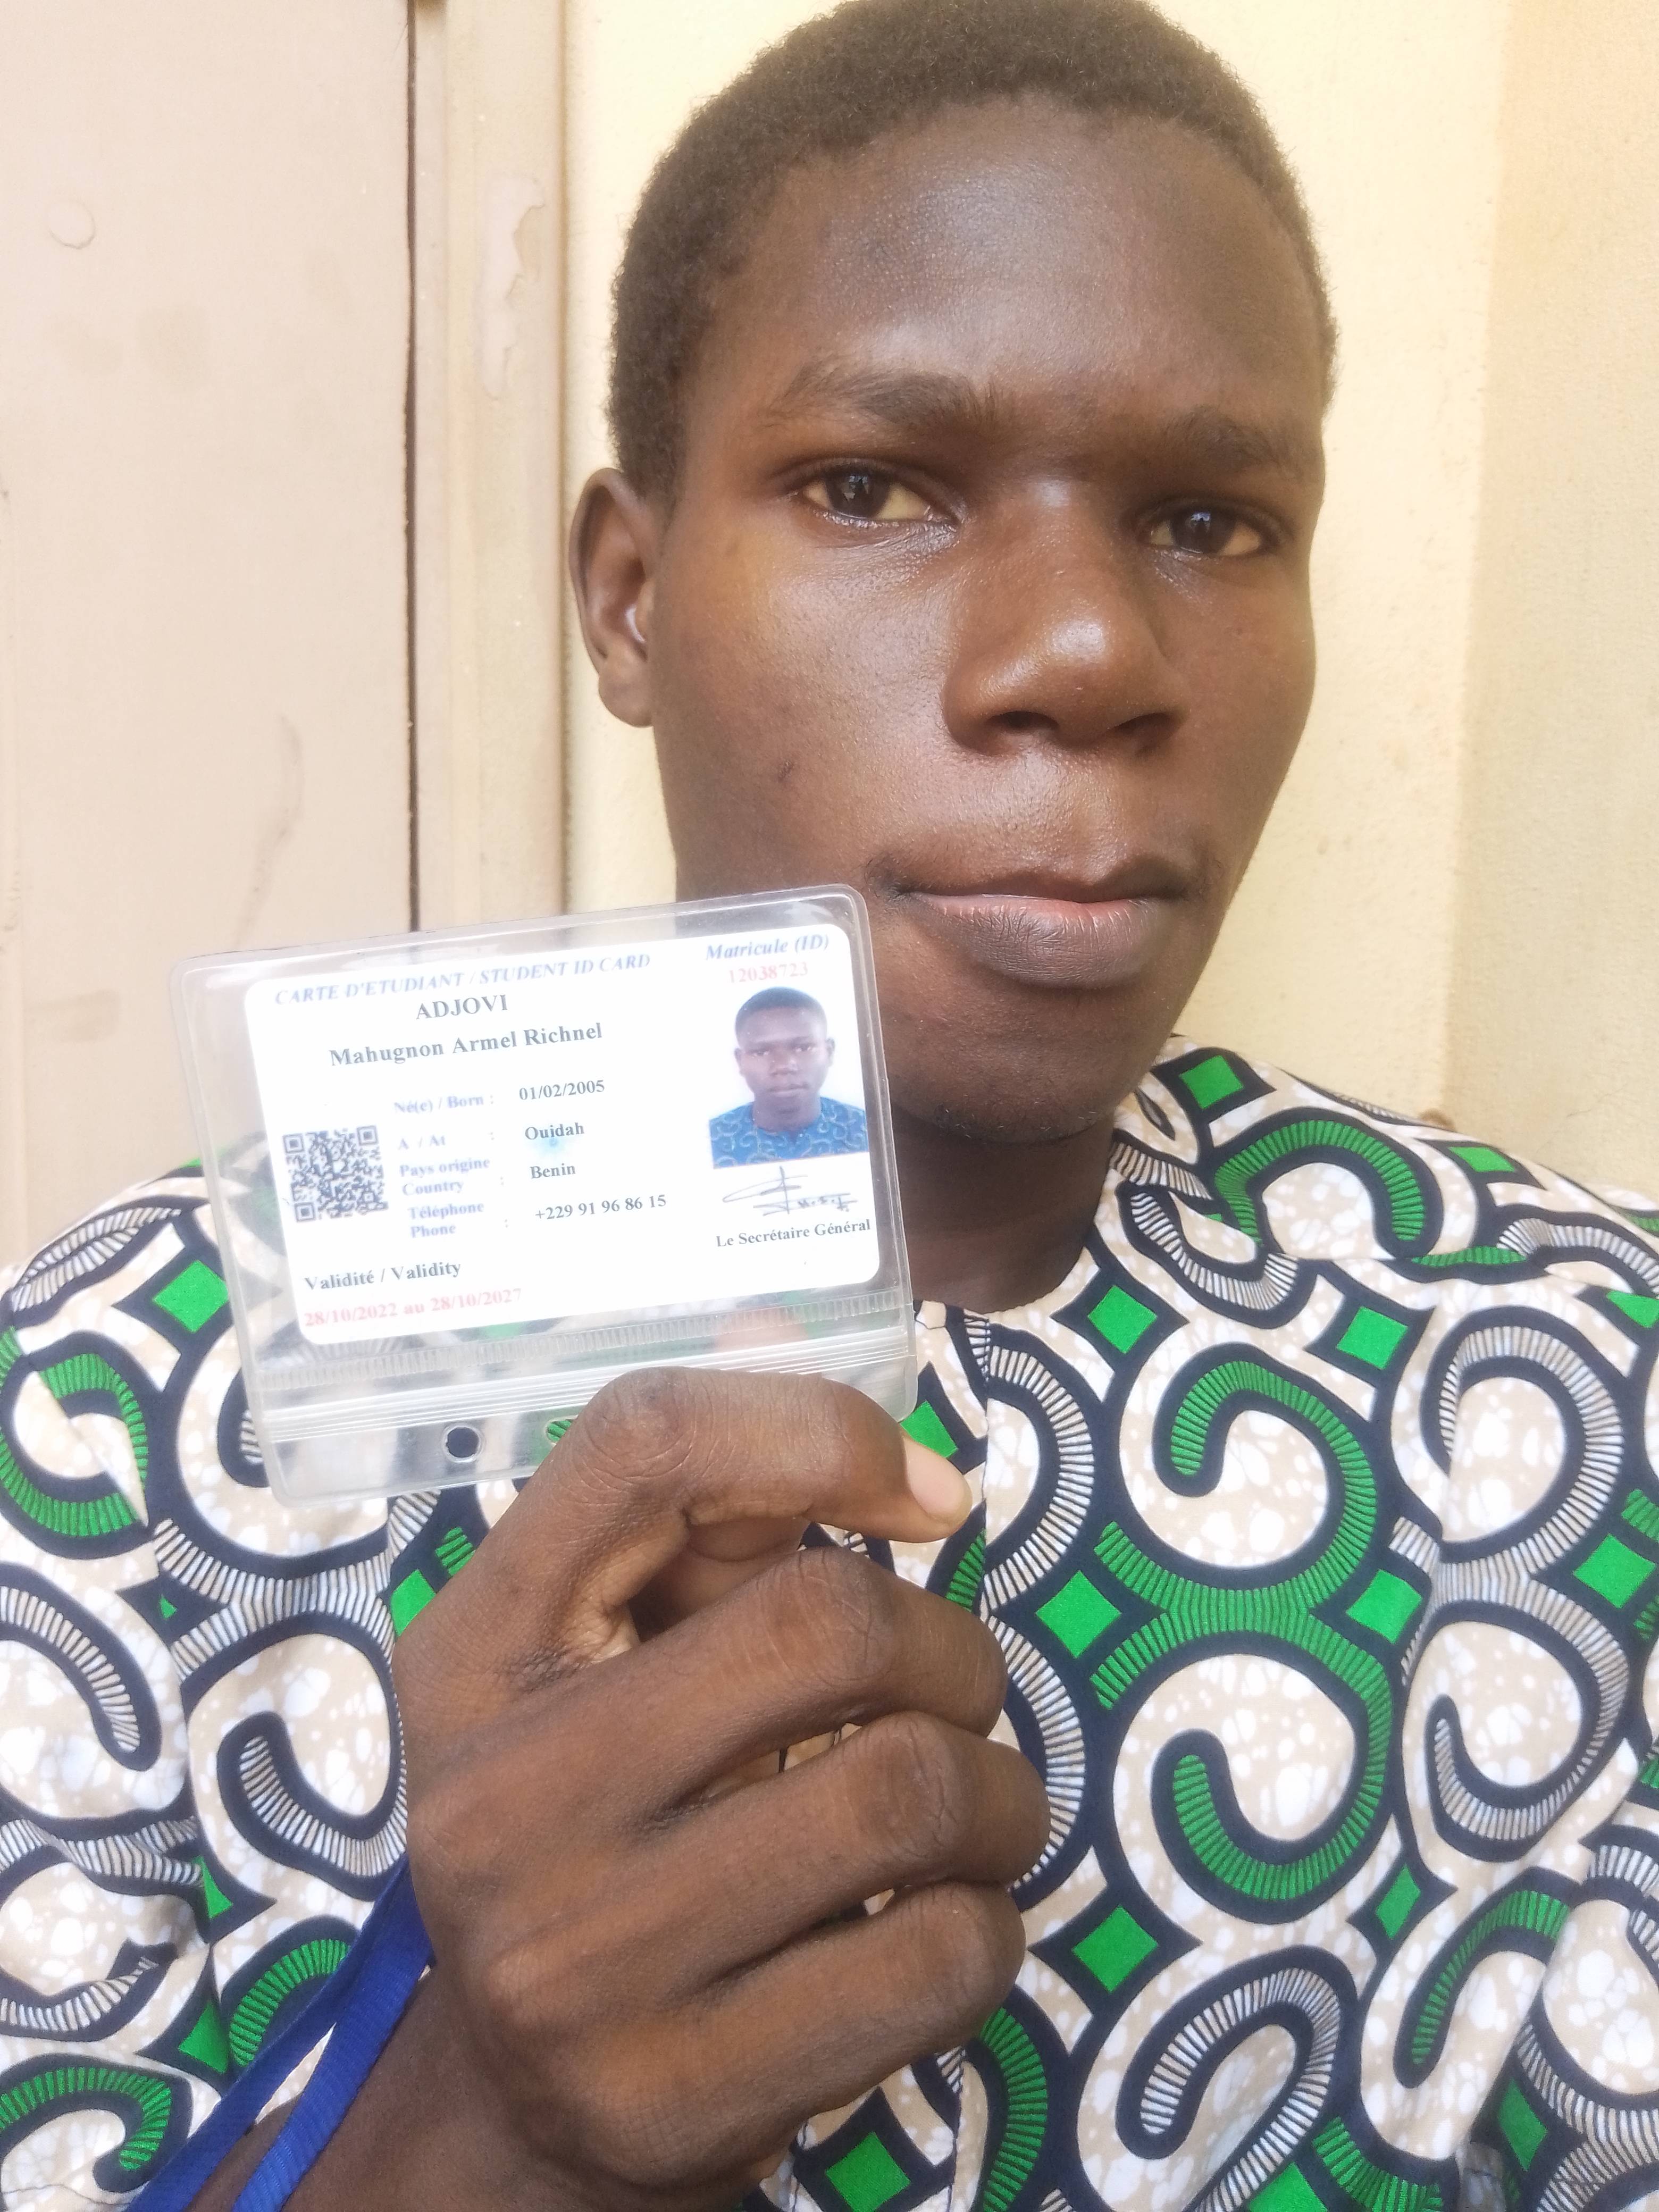 CARTE D'ETUDIANT / STUDENT ID CARD
Matricule (ID)
12038723
ADJOVI
Mahugnon Armel Richnel
Né(e) / Born : 01/02/2005
A / At : Ouidah
Pays origine
Country : Benin
Téléphone
Phone : +229 91 96 86 15
Le Secrétaire Général
Validité / Validity
28/10/2022 au 28/10/2027